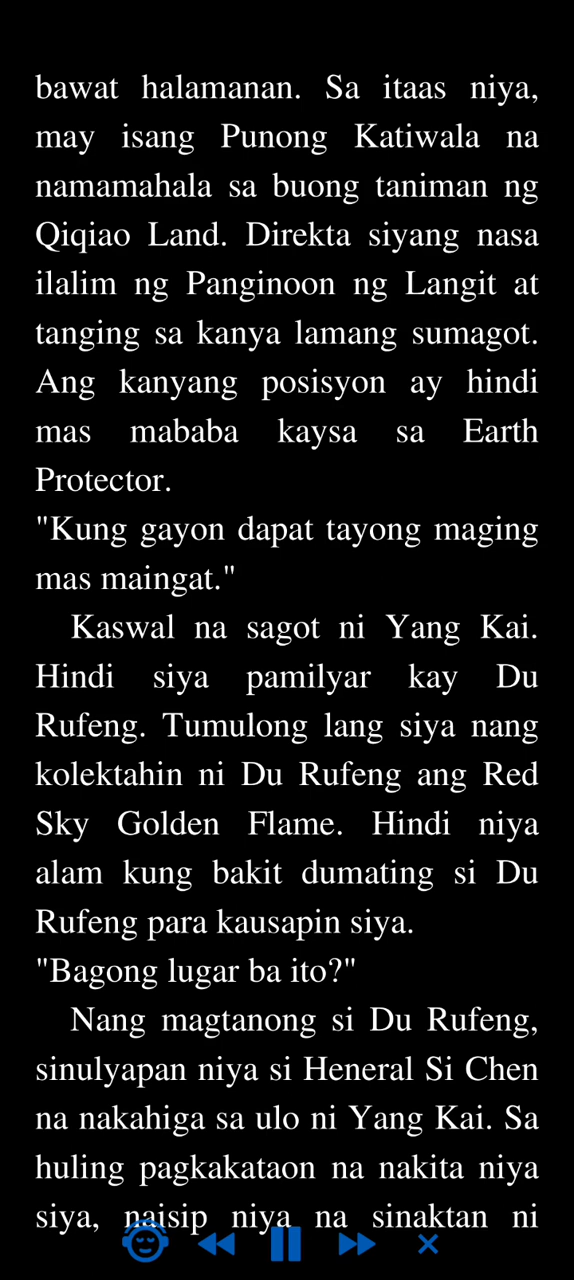 bawat halamanan. Sa itaas niya,
may isang Punong Katiwala na
namamahala sa buong taniman ng
Qiqiao Land. Direkta siyang nasa
ilalim ng Panginoon ng Langit at
tanging sa kanya lamang sumagot.
Ang kanyang posisyon ay hindi
mas mababa kaysa sa Earth
Protector.
"Kung gayon dapat tayong maging
mas maingat."
Kaswal na sagot ni Yang Kai.
Hindi siya pamilyar kay Du
Rufeng. Tumulong lang siya nang
kolektahin ni Du Rufeng ang Red
Sky Golden Flame. Hindi niya
alam kung bakit dumating si Du
Rufeng para kausapin siya.
"Bagong lugar ba ito?"
Nang magtanong si Du Rufeng,
sinulyapan niya si Heneral Si Chen
na nakahiga sa ulo ni Yang Kai. Sa
huling pagkakataon na nakita niya
siya, naisip niya na sinaktan ni